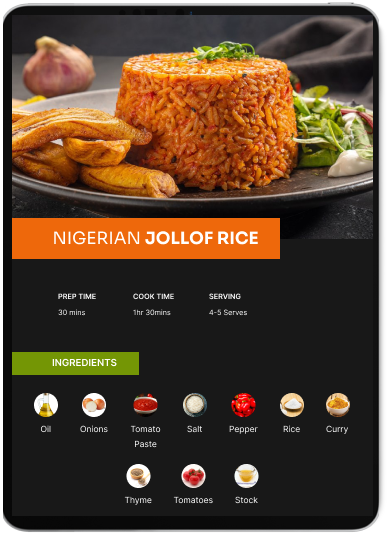 NIGERIAN JOLLOF RICE
PREP TIME COOK TIME SERVING
30 mins 1hr 30mins 4-5 Serves
INGREDIENTS
Oil Onions Tomato Paste Salt Pepper Rice Curry
Thyme Tomatoes Stock